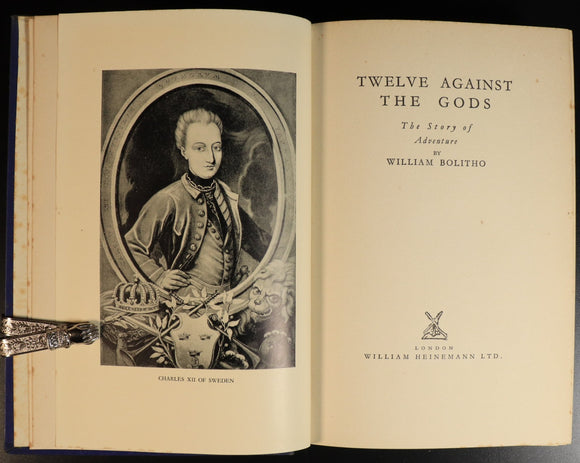 CHARLES XII OF SWEDEN
TWELVE AGAINST
THE GODS
The Story of
Adventure
BY
WILLIAM BOLITHO
LONDON
WILLIAM HEINEMANN LTD.